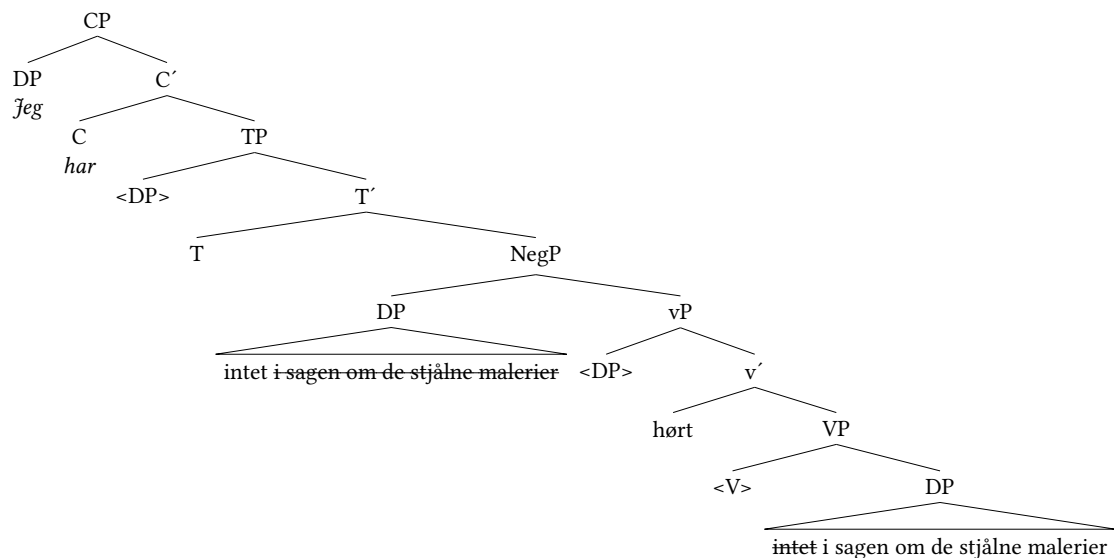 CP
DP C´
Jeg
C TP
har
<DP> T´
T NegP
DP vP
intet i sagen om de stjålne malerier <DP> v´
hørt VP
<V> DP
intet i sagen om de stjålne malerier